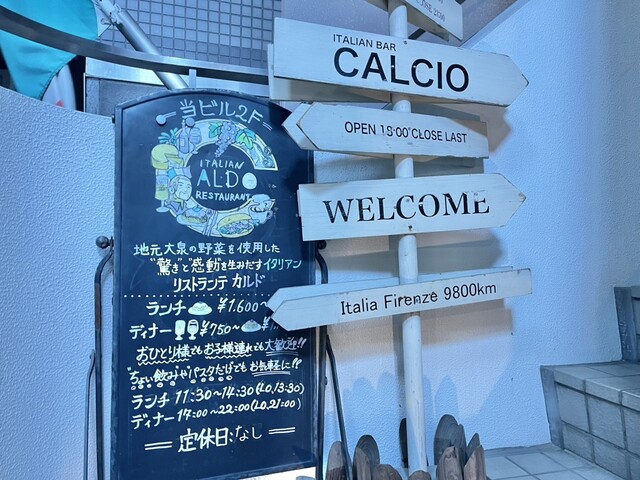 当ビル2F
ITALIAN
ALDO
RESTAURANT
地元大泉の野菜を使用した
"驚き"と"感動"を生みだすイタリアン
リストランテ カルド
ランチ ¥1.600〜
ディナー ¥750〜
おひとり様でもお子様連れでも大歓迎!!
"ちょい飲み"やパスタだけでもお気軽に!?
ランチ 11:30〜14:30(L.O.13:30)
ディナー 17:00〜22:00(L.O.21:00)
定休日:なし
ITALIAN BAR
CALCIO
OPEN 18:00 CLOSE LAST
WELCOME
Italia Firenze 9800km